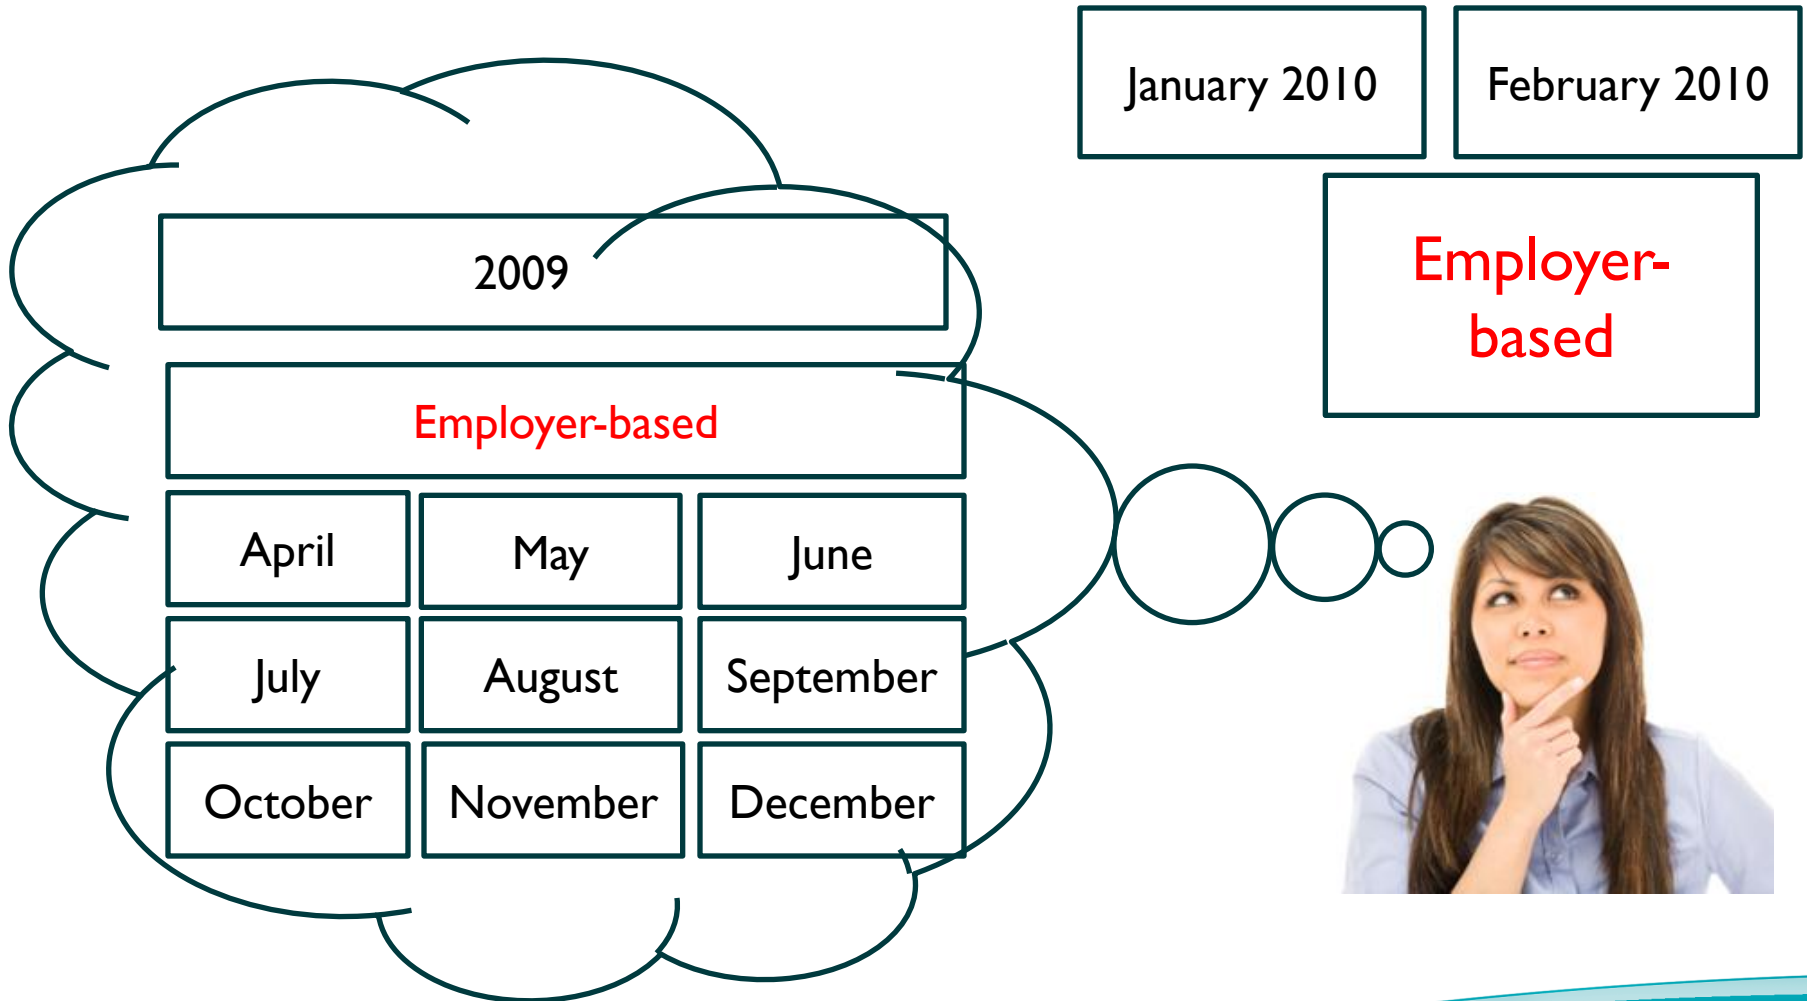 January 2010
February 2010
Employer-
based
2009
Employer-based
April
May
June
July
August
September
October
November
December